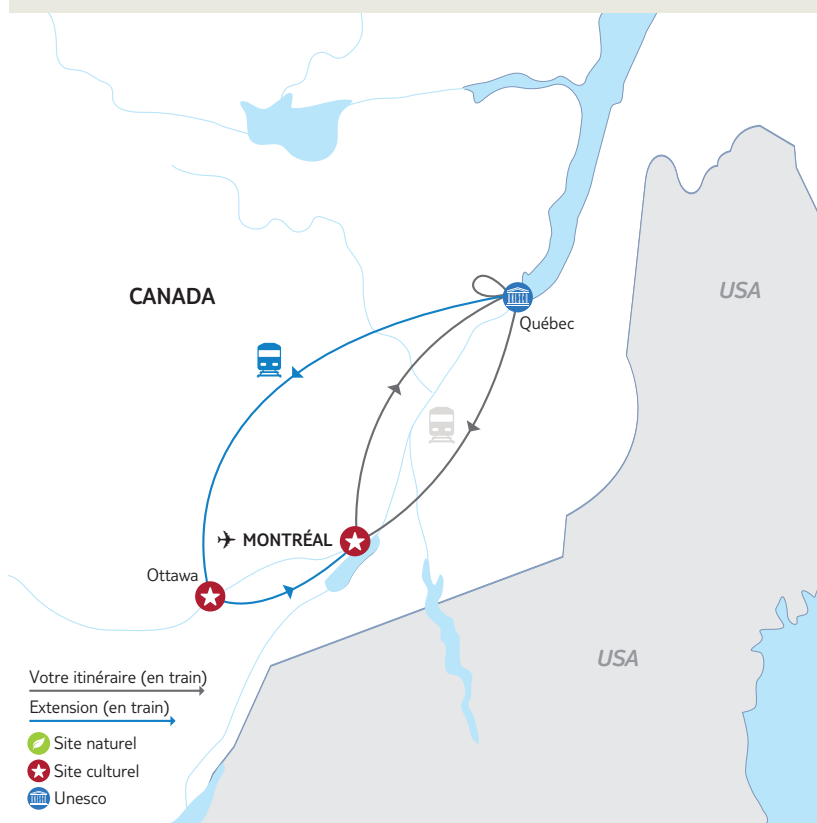 CANADA
USA
Québec
MONTRÉAL
Ottawa
USA
Votre itinéraire (en train)
Extension (en train)
Site naturel
Site culturel
Unesco